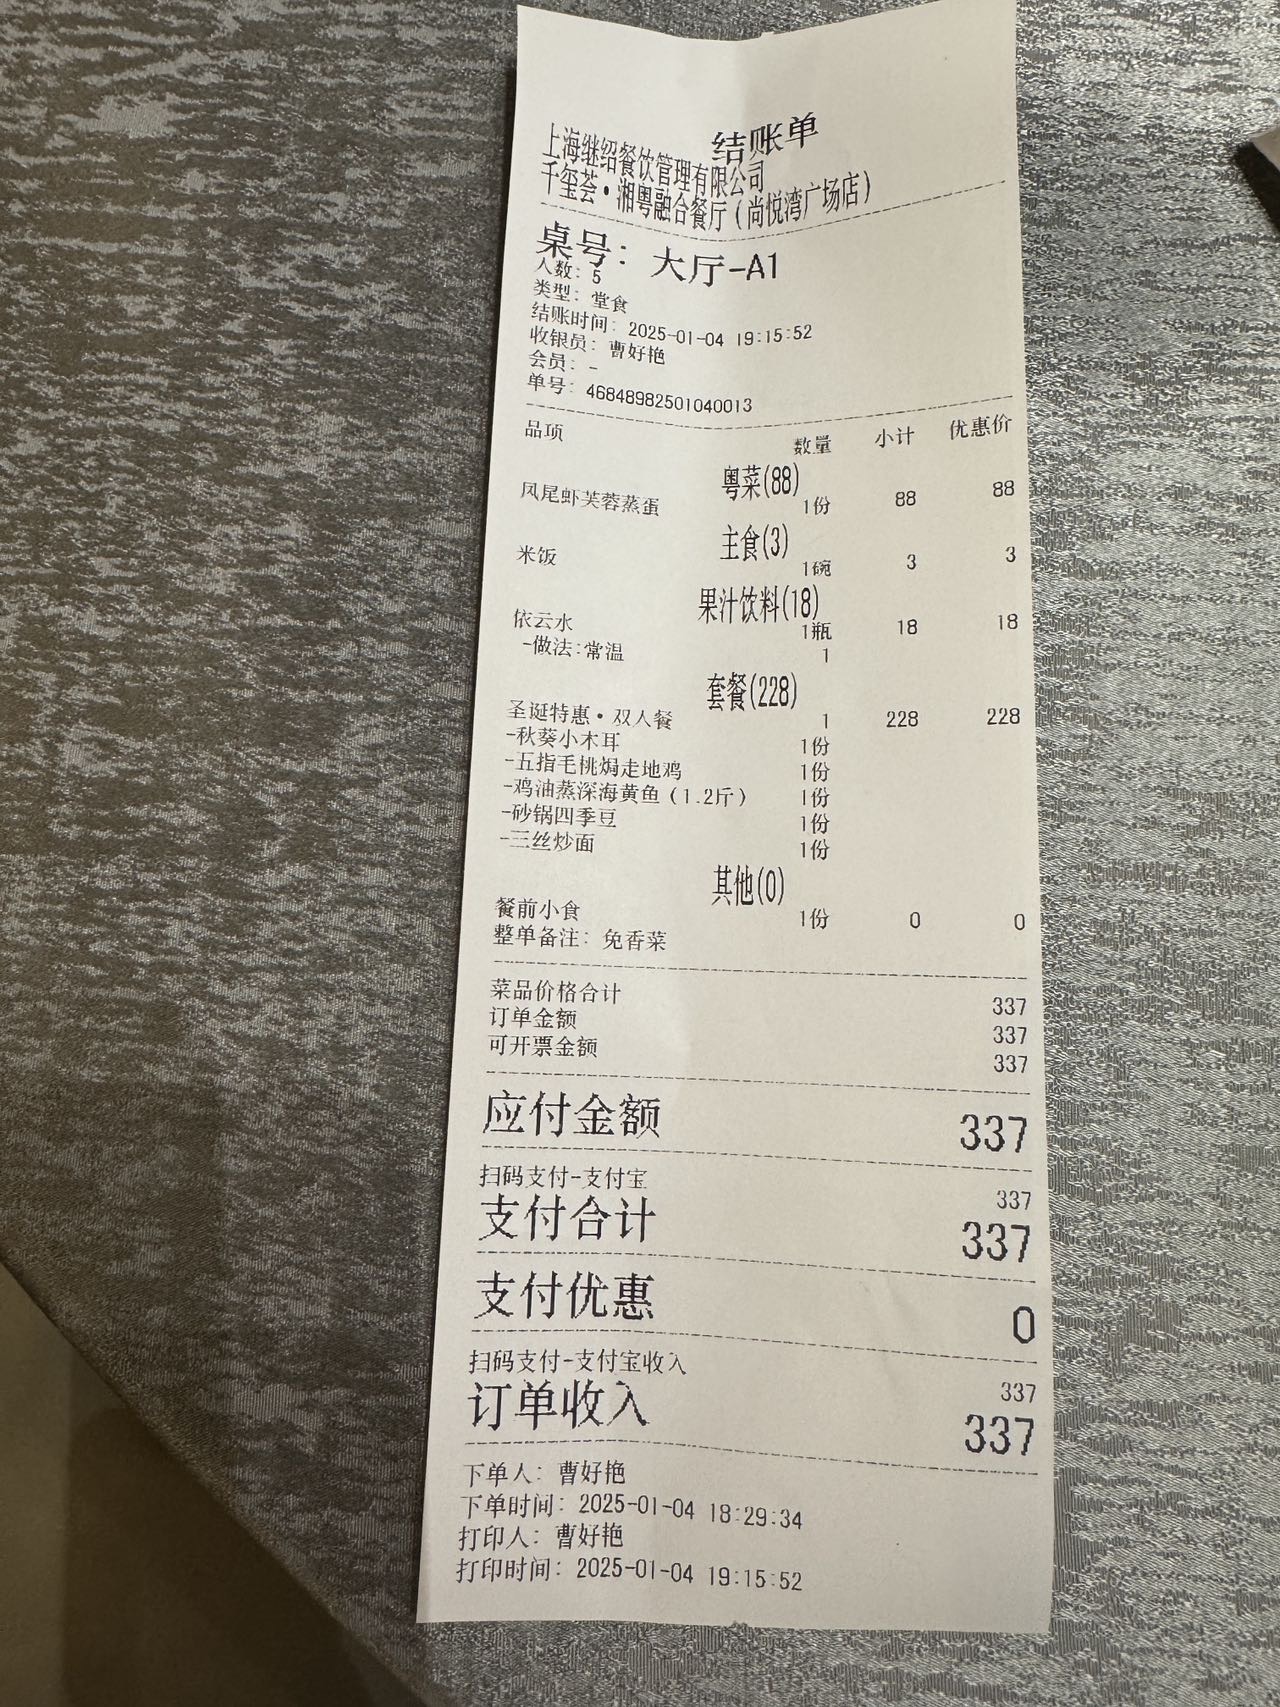 结账单
上海继绍餐饮管理有限公司
千玺荟·湘粤融合餐厅（尚悦湾广场店）
桌号：大厅-A1
人数：5
类型：堂食
结账时间：2025-01-04 19:15:52
收银员：曹好艳
会员：-
单号：46848982501040013
品项 数量 小计 优惠价
粤菜(88)
凤尾虾芙蓉蒸蛋 1份 88 88
主食(3)
米饭 1碗 3 3
果汁饮料(18)
依云水 1瓶 18 18
-做法:常温 1
套餐(228)
圣诞特惠·双人餐 1 228 228
-秋葵小木耳 1份
-五指毛桃焗走地鸡 1份
-鸡油蒸深海黄鱼（1.2斤） 1份
-砂锅四季豆 1份
-三丝炒面 1份
其他(0)
餐前小食 1份 0 0
整单备注：免香菜
菜品价格合计 337
订单金额 337
可开票金额 337
应付金额 337
扫码支付-支付宝 337
支付合计 337
支付优惠 0
扫码支付-支付宝收入 337
订单收入 337
下单人：曹好艳
下单时间：2025-01-04 18:29:34
打印人：曹好艳
打印时间：2025-01-04 19:15:52